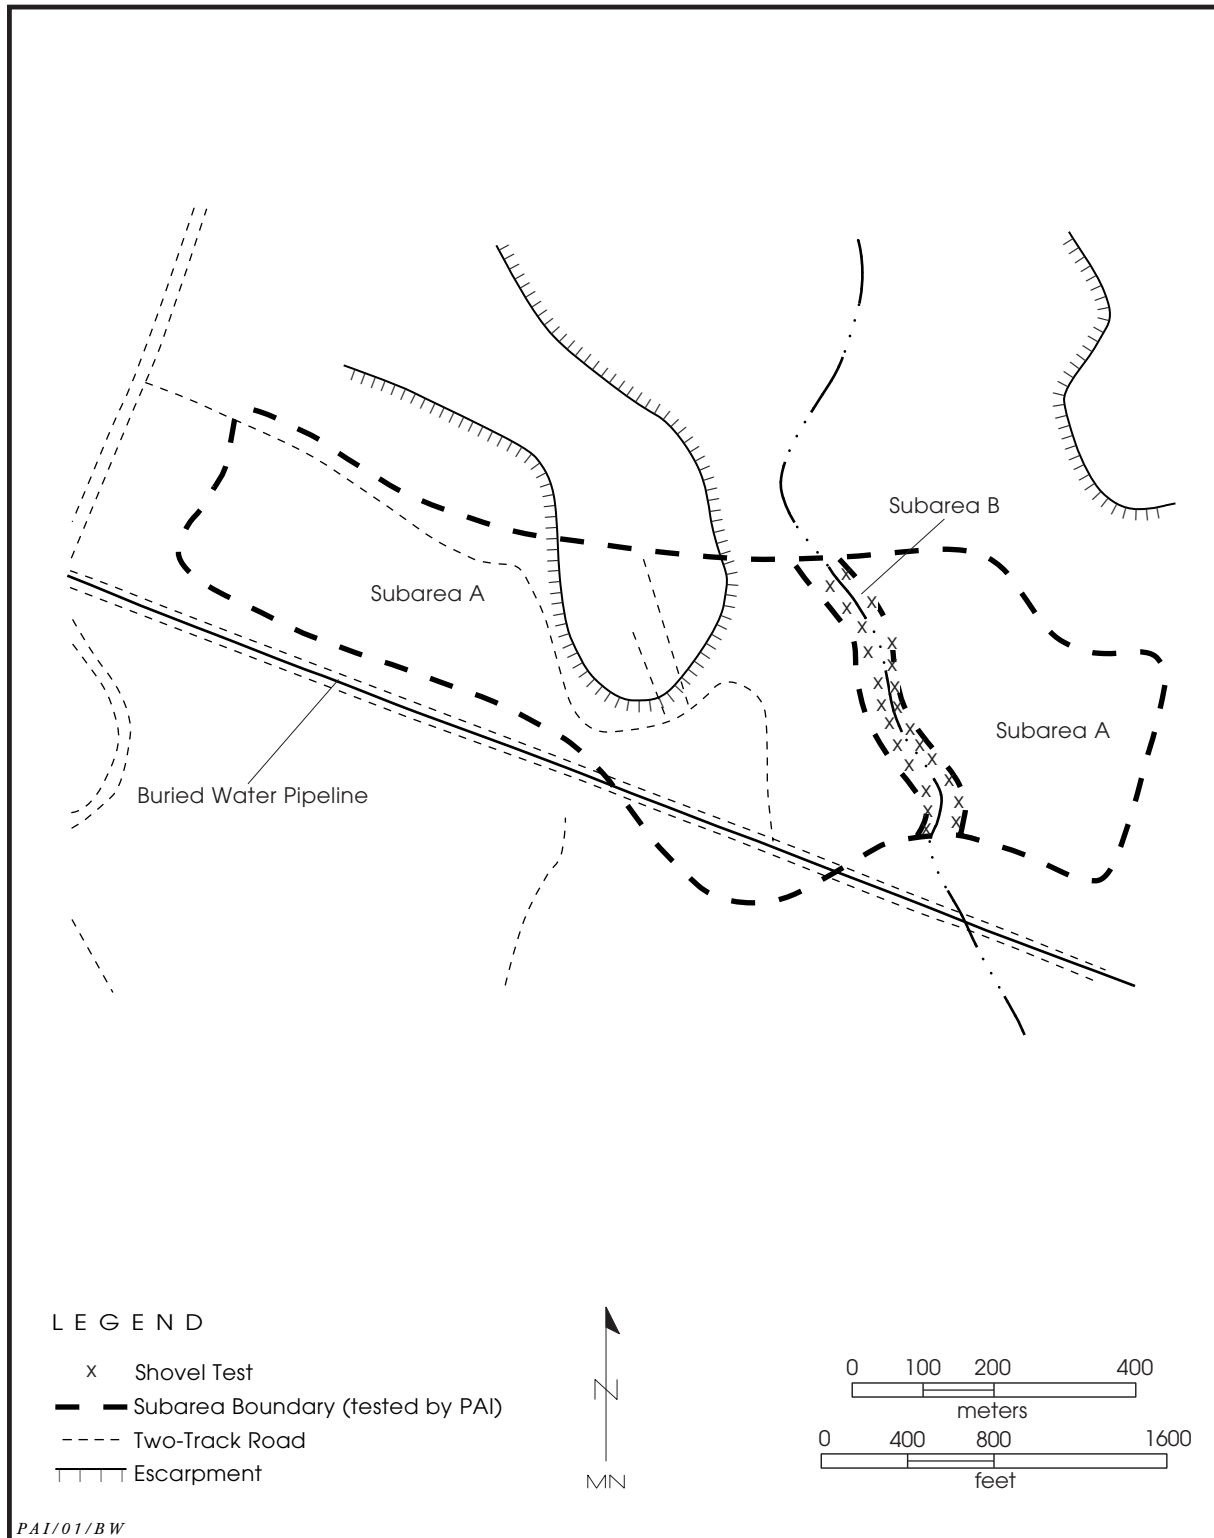 Subarea B
Subarea A
Subarea A
Buried Water Pipeline
LEGEND
x Shovel Test
Subarea Boundary (tested by PAI)
Two-Track Road
Escarpment
N
MN
0 100 200 400
meters
0 400 800 1600
feet
PAI/01/BW